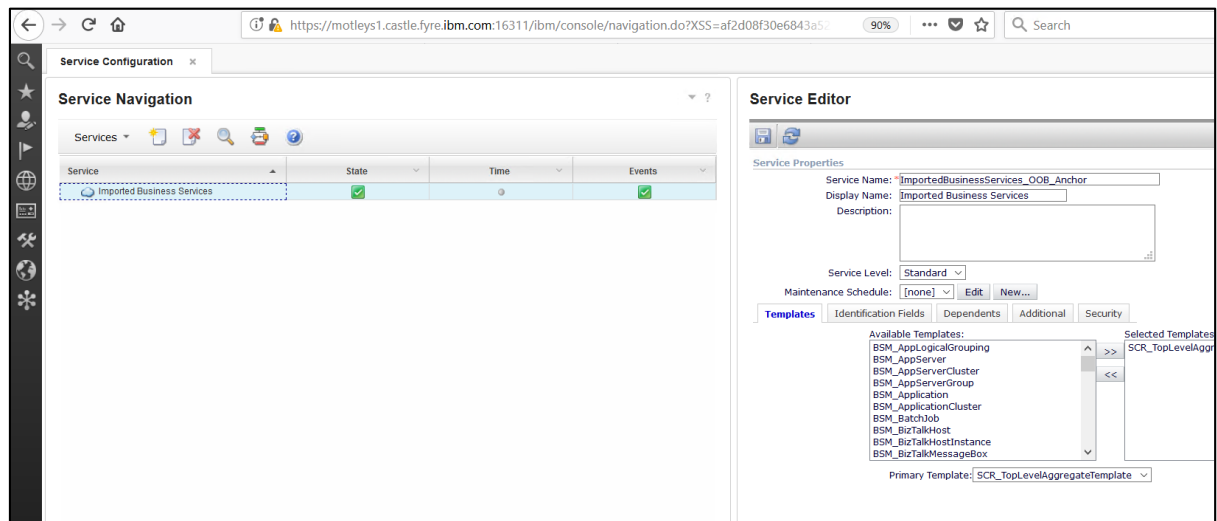 https://motleys1.castle.fyre.ibm.com:16311/ibm/console/navigation.do?XSS=af2d08f30e6843a52
90%
Search
Service Configuration ×
Service Navigation
?
Service Editor
Services
?
Service State Time Events
Imported Business Services
Service Properties
Service Name: *ImportedBusinessServices_OOB_Anchor
Display Name: Imported Business Services
Description:
Service Level: Standard
Maintenance Schedule: [none] Edit New...
Templates Identification Fields Dependents Additional Security
Available Templates: Selected Templates
BSM_AppLogicalGrouping
BSM_AppServer
BSM_AppServerCluster
BSM_AppServerGroup
BSM_Application
BSM_ApplicationCluster
BSM_BatchJob
BSM_BizTalkHost
BSM_BizTalkHostInstance
BSM_BizTalkMessageBox
>>
<<
SCR_TopLevelAggr
Primary Template: SCR_TopLevelAggregateTemplate